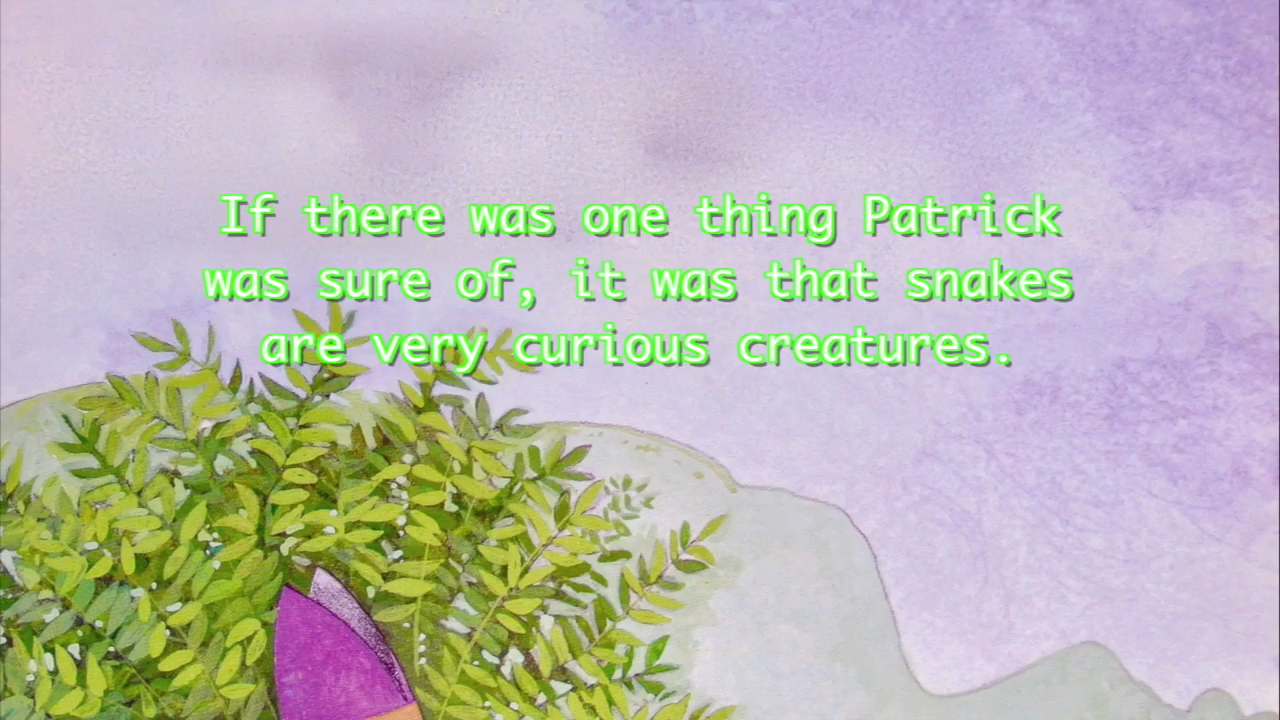 If there was one thing Patrick
was sure of, it was that snakes
are very curious creatures.